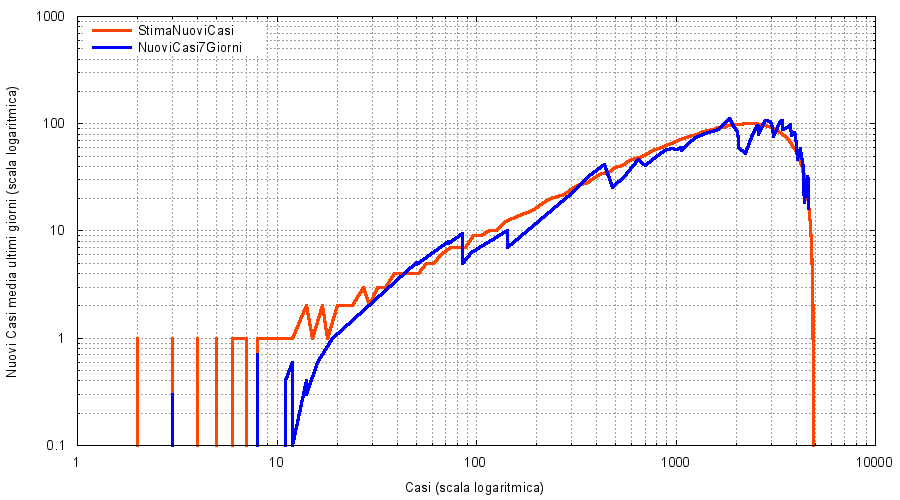 1000
StimaNuoviCasi
NuoviCasi7Giorni
100
10
1
0.1
Nuovi Casi media ultimi giorni (scala logaritmica)
1 10 100 1000 10000
Casi (scala logaritmica)